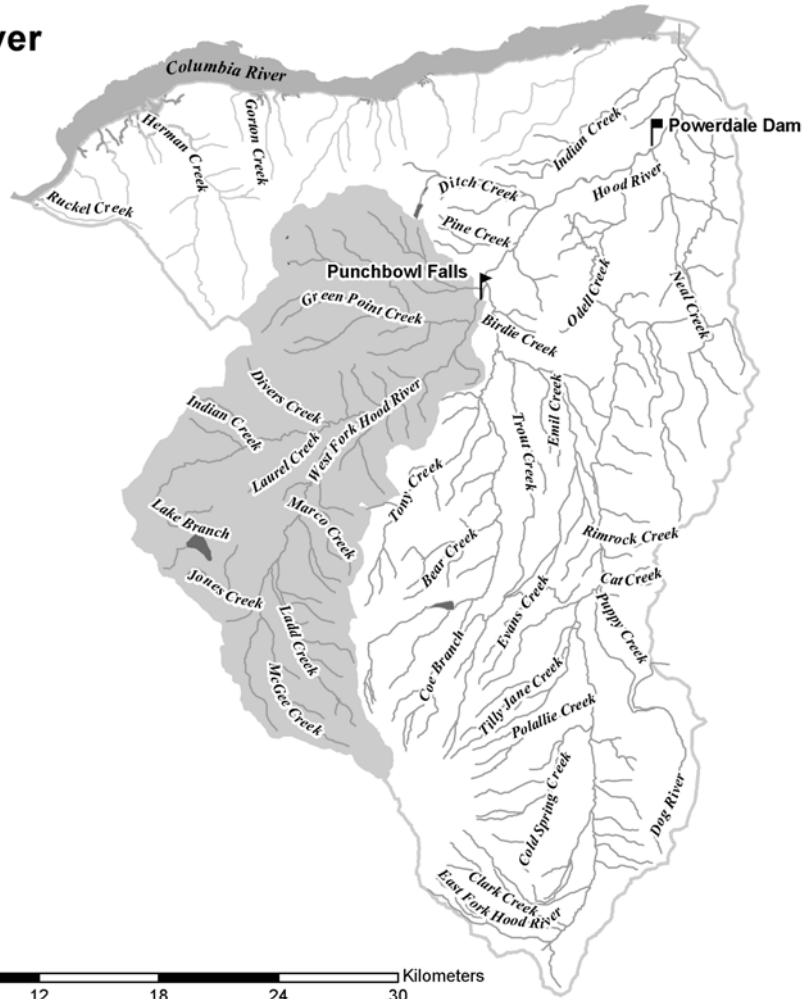 ver
Columbia River
Herman Creek
Gorton Creek
Ruckel Creek
Indian Creek
Powerdale Dam
Hood River
Ditch Creek
Pine Creek
Punchbowl Falls
Green Point Creek
Odell Creek
Neal Creek
Birdie Creek
Divers Creek
Indian Creek
West Fork Hood River
Laurel Creek
Emil Creek
Trout Creek
Tony Creek
Lake Branch
Marco Creek
Bear Creek
Rimrock Creek
Cat Creek
Jones Creek
Ladd Creek
Evans Creek
Puppy Creek
Coe Branch
McGee Creek
Tilly Jane Creek
Polallie Creek
Cold Spring Creek
Dog River
Clark Creek
East Fork Hood River
Kilometers
12 18 24 30